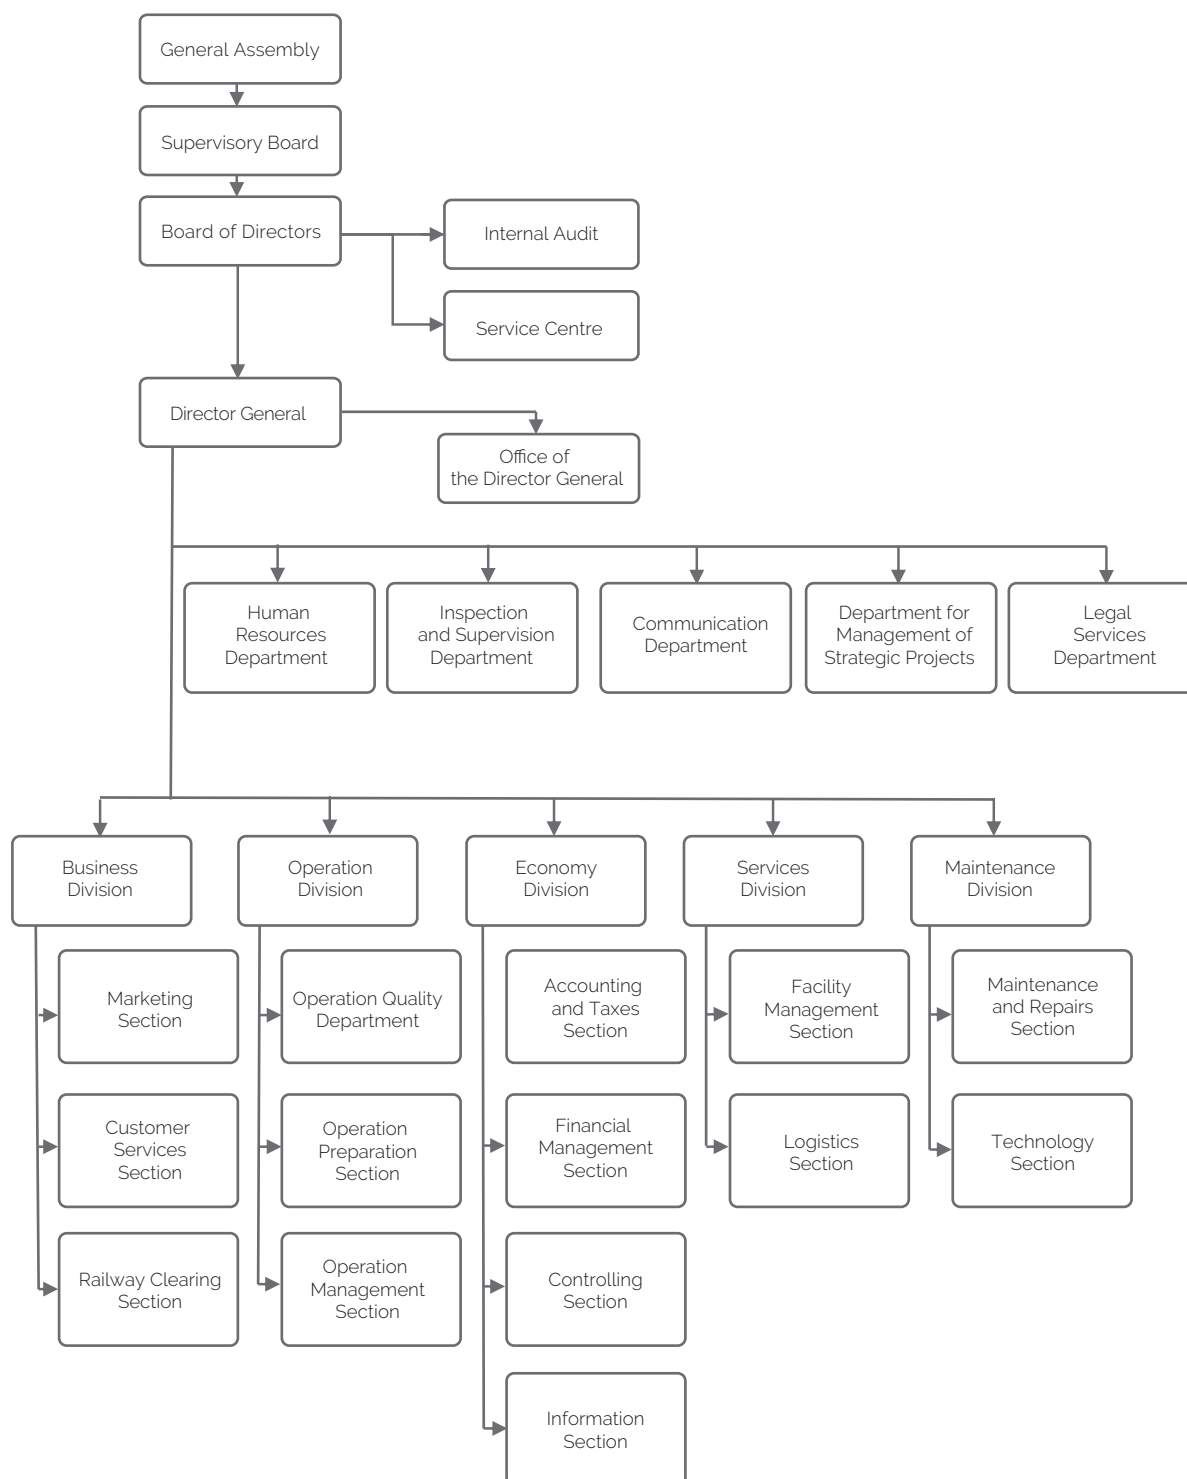 General Assembly
Supervisory Board
Board of Directors
Internal Audit
Service Centre
Director General
Office of
the Director General
Human
Resources
Department
Inspection
and Supervision
Department
Communication
Department
Department for
Management of
Strategic Projects
Legal
Services
Department
Business
Division
Operation
Division
Economy
Division
Services
Division
Maintenance
Division
Marketing
Section
Operation Quality
Department
Accounting
and Taxes
Section
Facility
Management
Section
Maintenance
and Repairs
Section
Customer
Services
Section
Operation
Preparation
Section
Financial
Management
Section
Logistics
Section
Technology
Section
Railway Clearing
Section
Operation
Management
Section
Controlling
Section
Information
Section